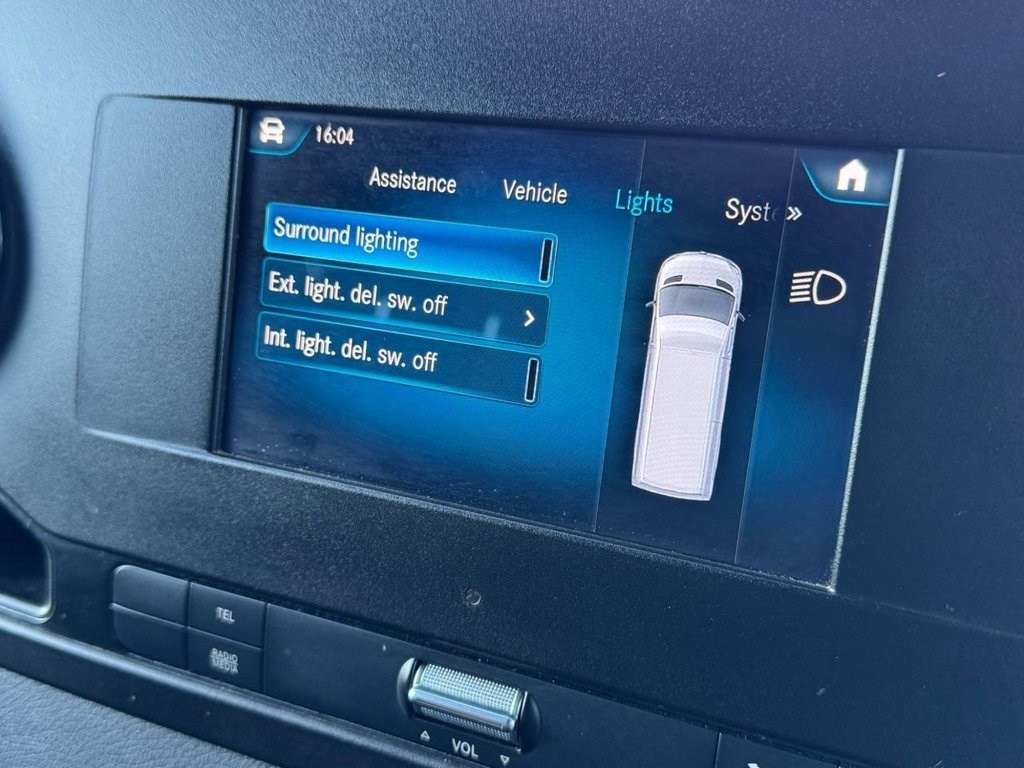 16:04
Assistance Vehicle Lights Syste »
Surround lighting
Ext. light. del. sw. off >
Int. light. del. sw. off
TEL
RADIO
MEDIA
VOL